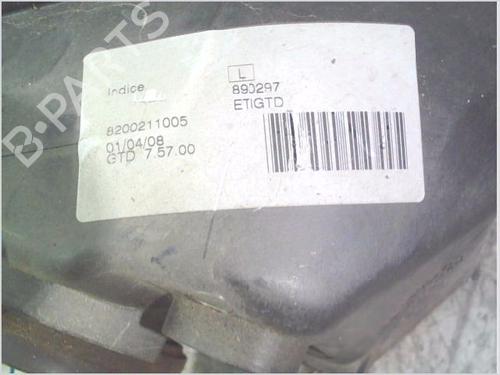 B-PARTS
Indice
L
890297
ETIGTD
8200211005
01/04/08
GTD 7.57.00